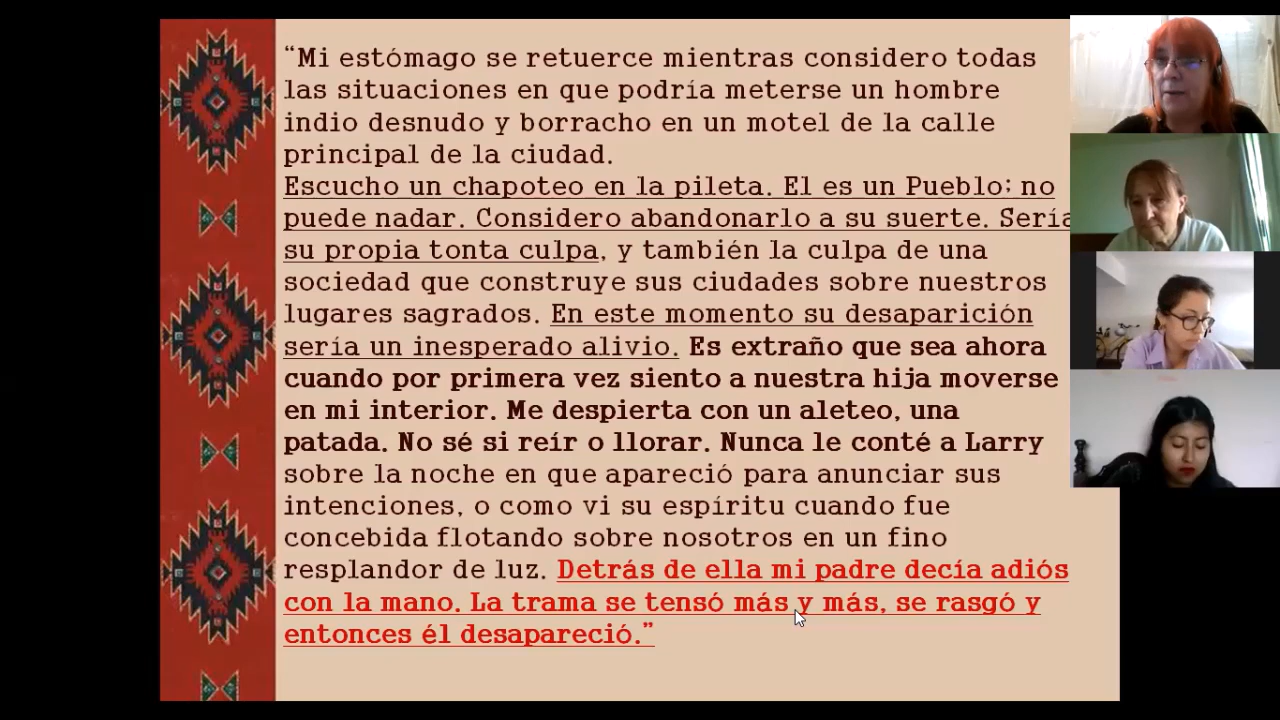 “Mi estómago se retuerce mientras considero todas
las situaciones en que podría meterse un hombre
indio desnudo y borracho en un motel de la calle
principal de la ciudad.
Escucho un chapoteo en la pileta. El es un Pueblo; no
puede nadar. Considero abandonarlo a su suerte. Sería
su propia tonta culpa, y también la culpa de una
sociedad que construye sus ciudades sobre nuestros
lugares sagrados. En este momento su desaparición
sería un inesperado alivio. Es extraño que sea ahora
cuando por primera vez siento a nuestra hija moverse
en mi interior. Me despierta con un aleteo, una
patada. No sé si reír o llorar. Nunca le conté a Larry
sobre la noche en que apareció para anunciar sus
intenciones, o como vi su espíritu cuando fue
concebida flotando sobre nosotros en un fino
resplandor de luz. Detrás de ella mi padre decía adiós
con la mano. La trama se tensó más y más, se rasgó y
entonces él desapareció.”